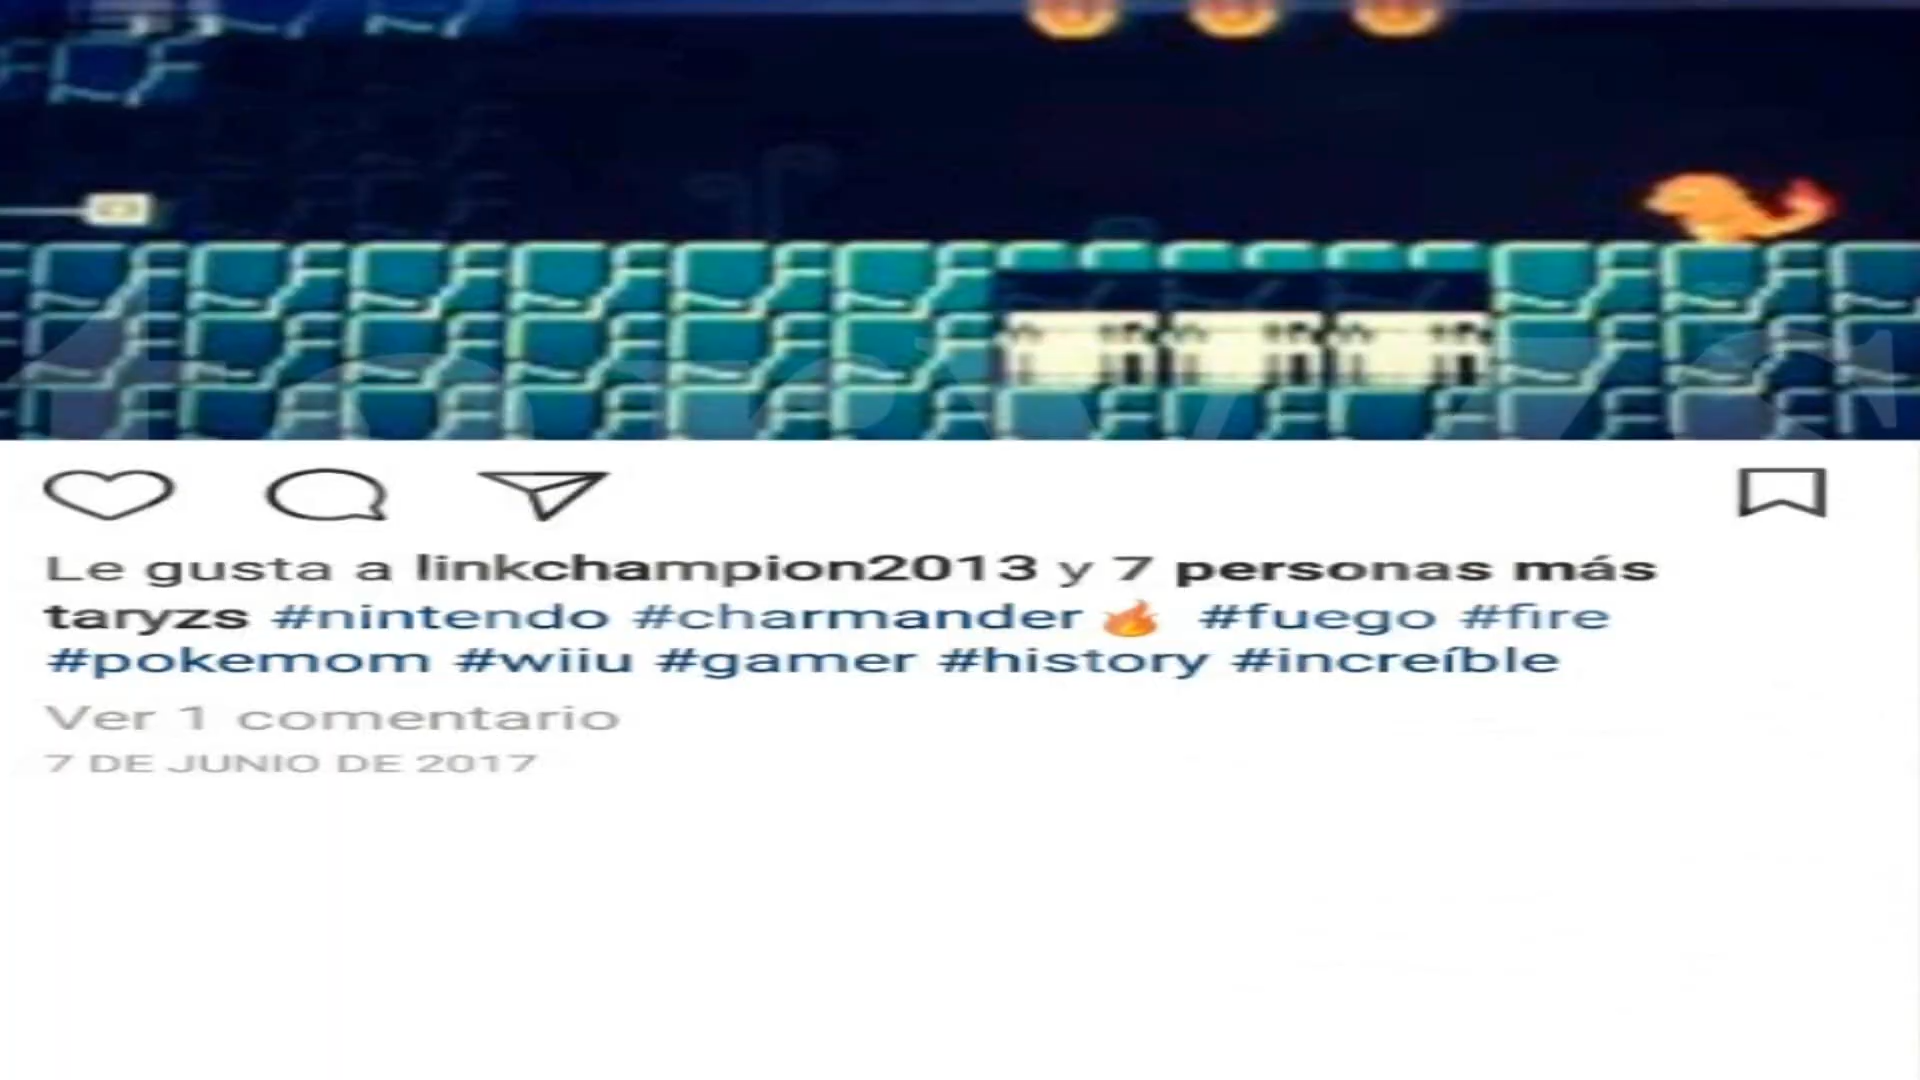 taryzs
Le gusta a linkchampion2013 y 7 personas más
taryzs #nintendo #charmander🔥 #fuego #fire
#pokemom #wiiu #gamer #history #increíble
Ver 1 comentario
7 DE JUNIO DE 2017